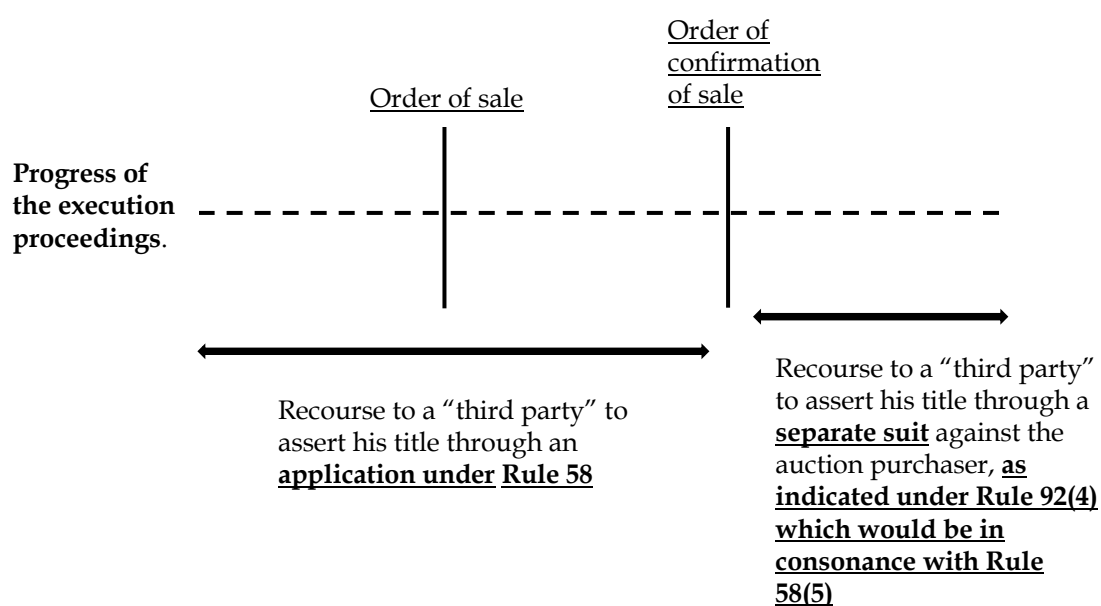 Order of
confirmation
of sale
Order of sale
Progress of
the execution
proceedings.
Recourse to a “third party” to
assert his title through an
application under Rule 58
Recourse to a “third party”
to assert his title through a
separate suit against the
auction purchaser, as
indicated under Rule 92(4)
which would be in
consonance with Rule
58(5)